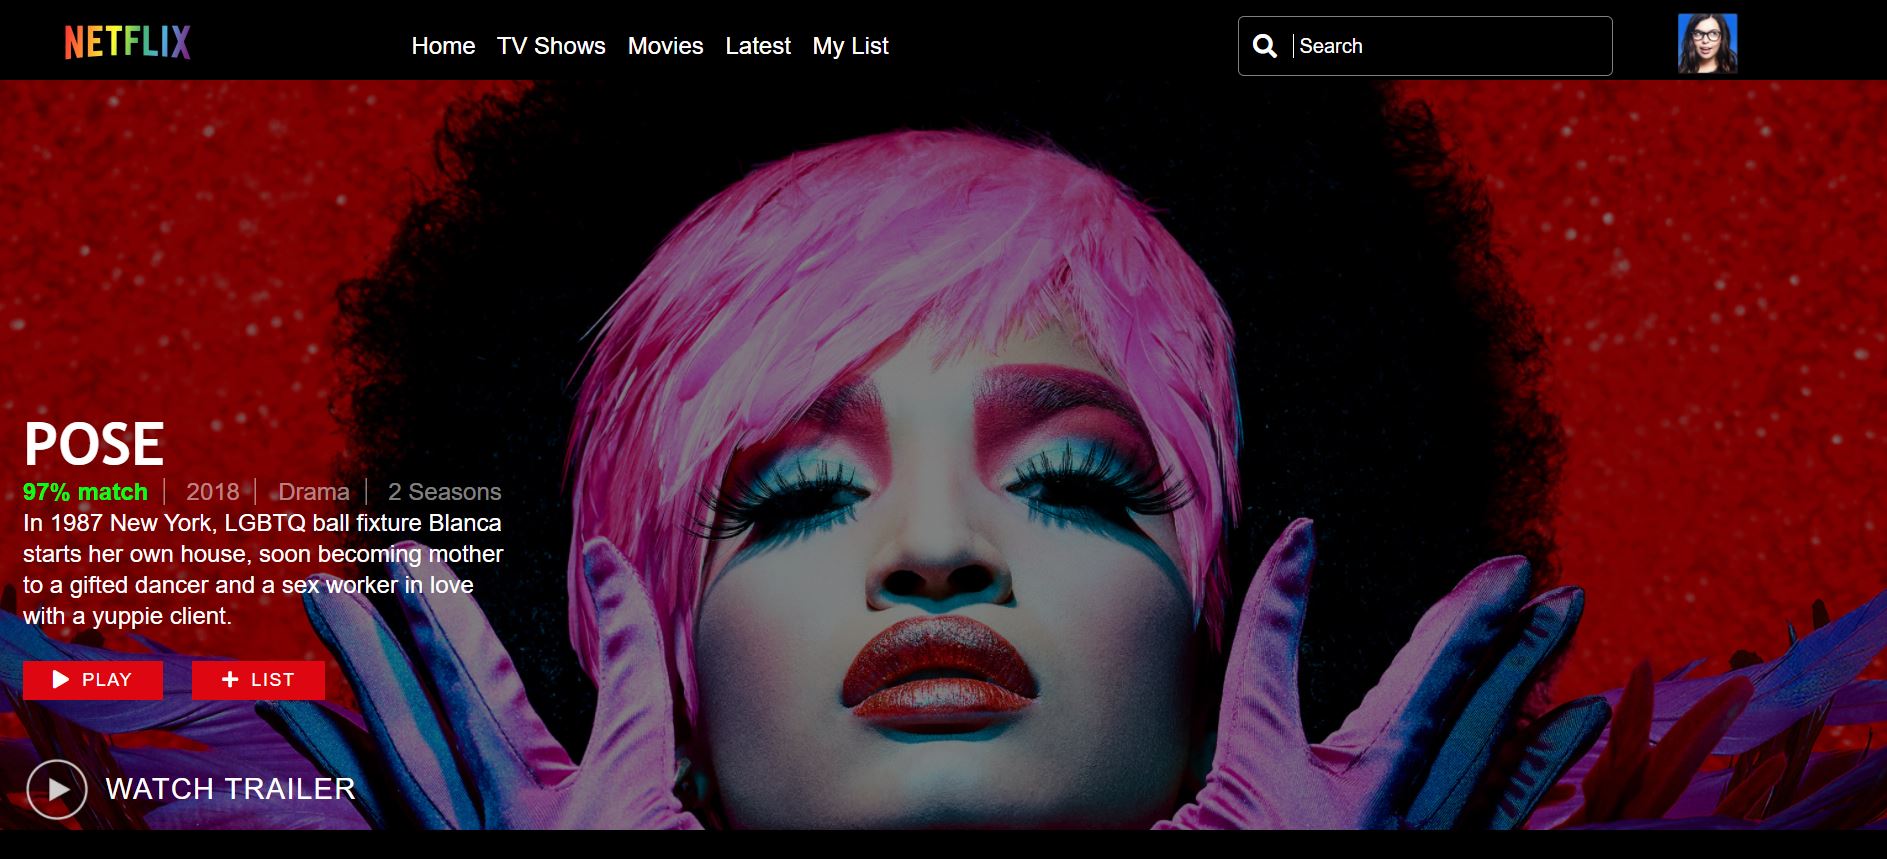 NETFLIX
Home TV Shows Movies Latest My List
Search
POSE
97% match | 2018 | Drama | 2 Seasons
In 1987 New York, LGBTQ ball fixture Blanca
starts her own house, soon becoming mother
to a gifted dancer and a sex worker in love
with a yuppie client.
PLAY
LIST
WATCH TRAILER